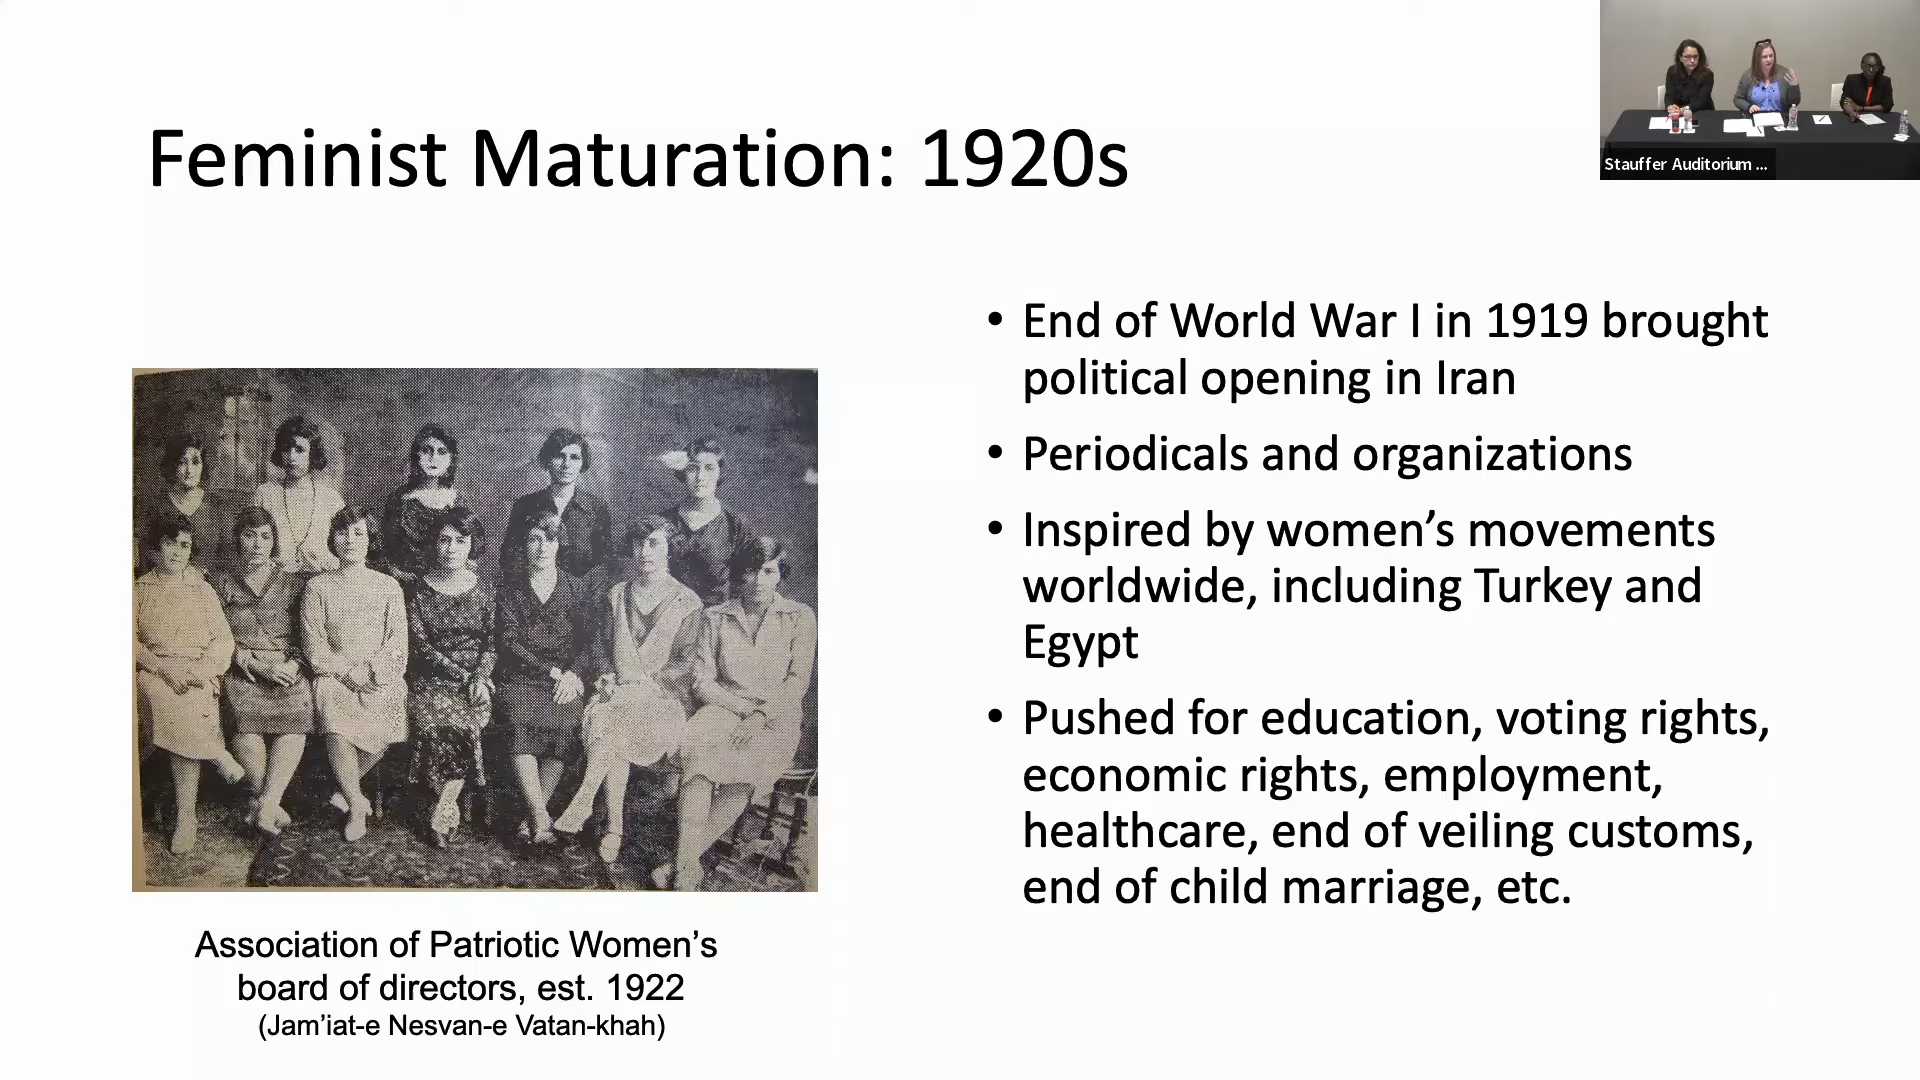 Feminist Maturation: 1920s
Stauffer Auditorium ...
• End of World War I in 1919 brought
political opening in Iran
• Periodicals and organizations
• Inspired by women’s movements
worldwide, including Turkey and
Egypt
• Pushed for education, voting rights,
economic rights, employment,
healthcare, end of veiling customs,
end of child marriage, etc.
Association of Patriotic Women’s
board of directors, est. 1922
(Jam’iat-e Nesvan-e Vatan-khah)